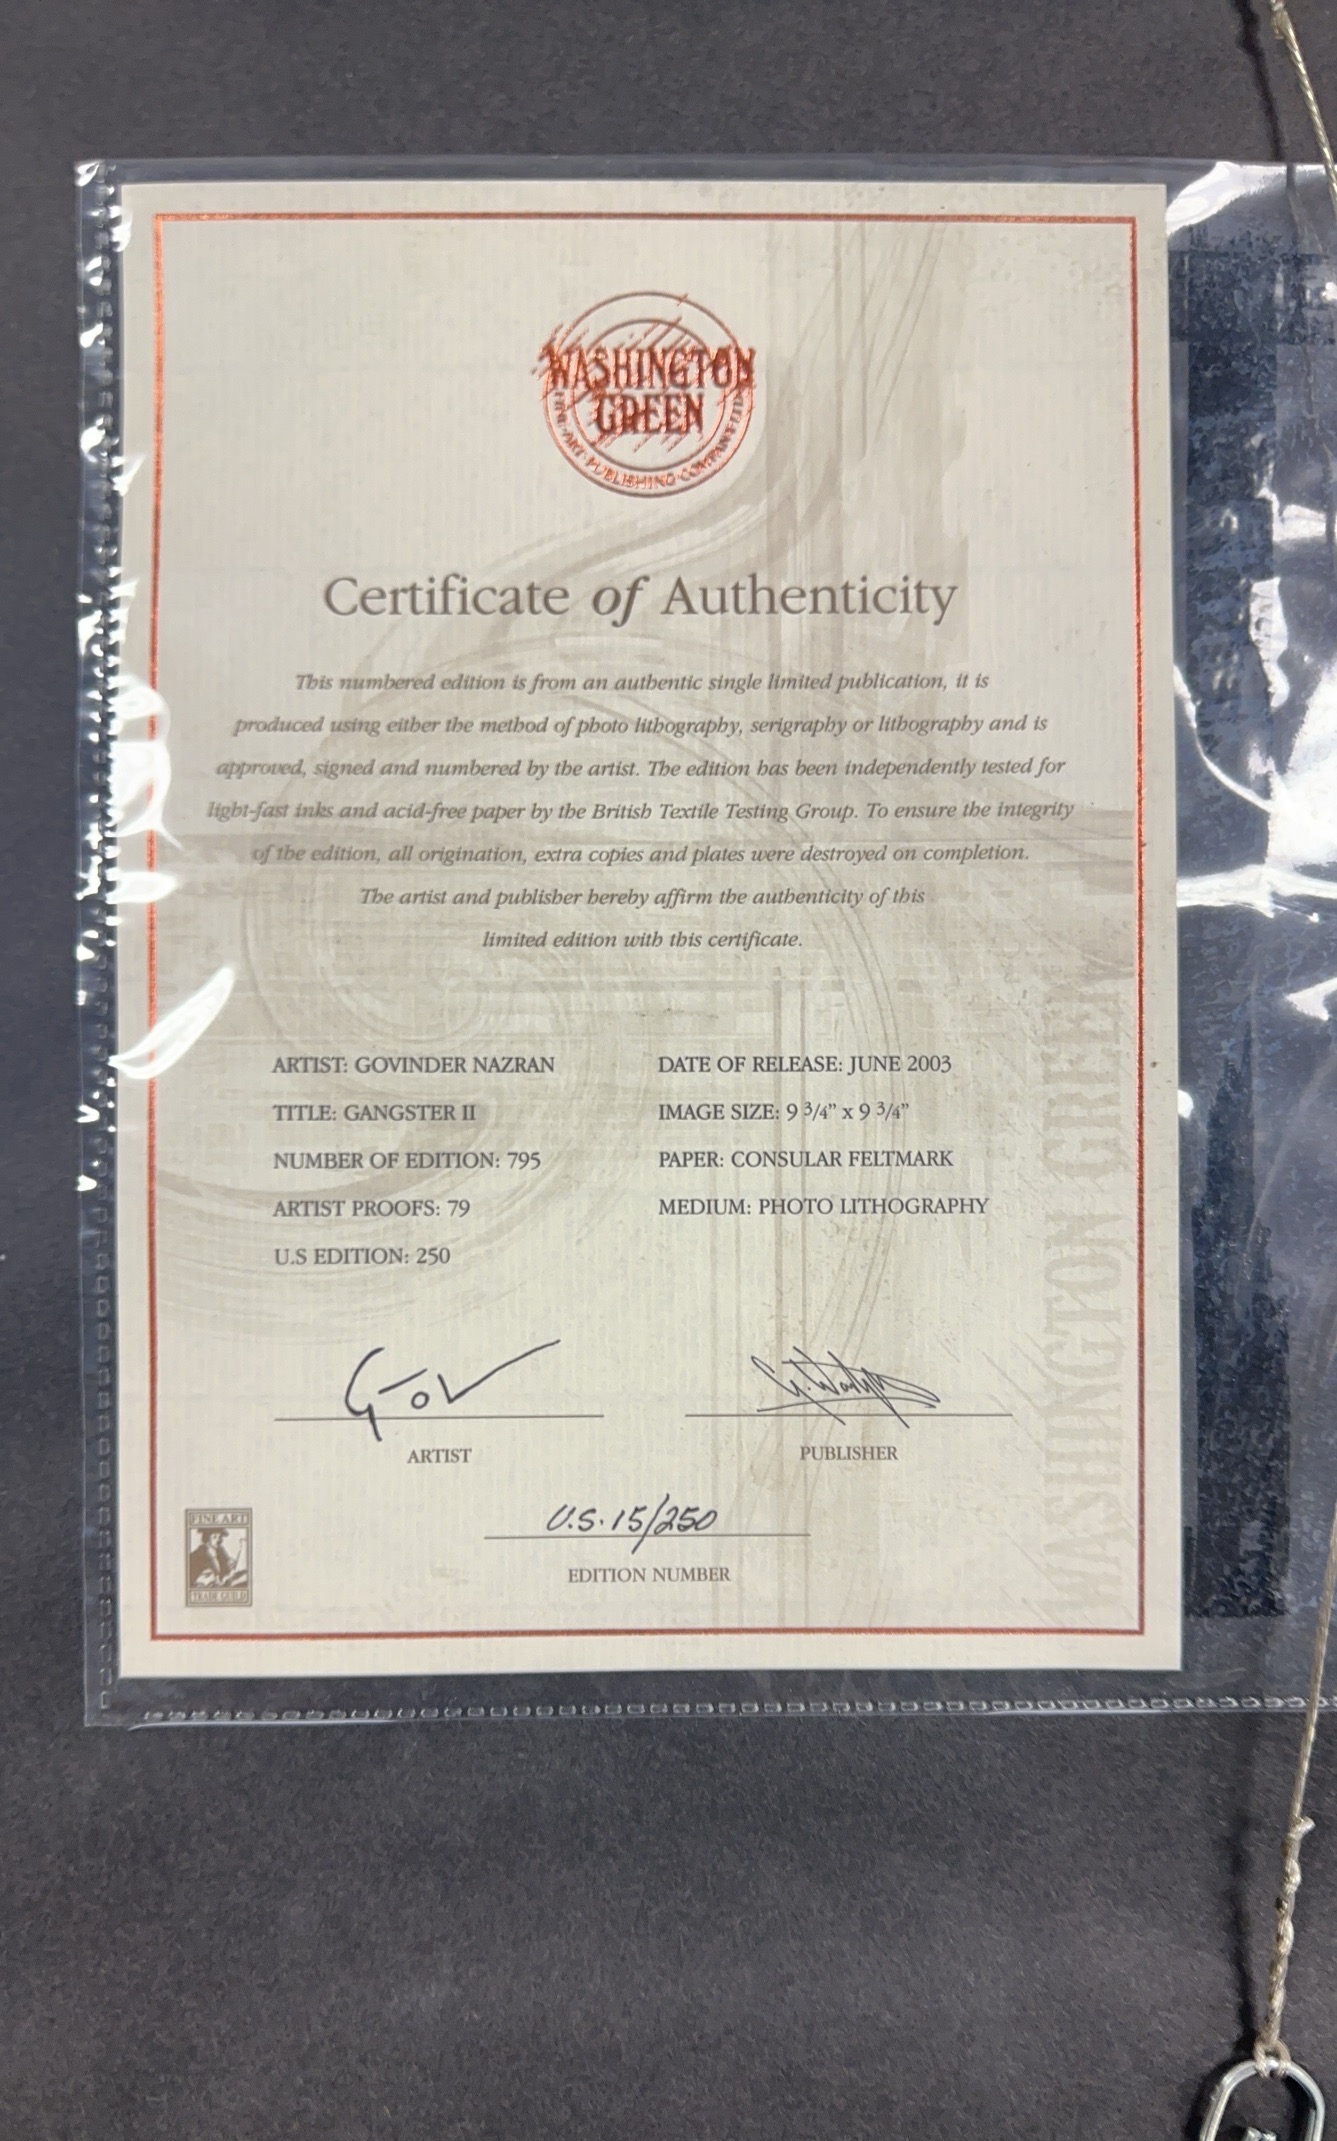 WASHINGTON
GREEN
FINE·ART·PUBLISHING·COMPANY LTD
Certificate of Authenticity
This numbered edition is from an authentic single limited publication, it is
produced using either the method of photo lithography, serigraphy or lithography and is
approved, signed and numbered by the artist. The edition has been independently tested for
light-fast inks and acid-free paper by the British Textile Testing Group. To ensure the integrity
of the edition, all origination, extra copies and plates were destroyed on completion.
The artist and publisher hereby affirm the authenticity of this
limited edition with this certificate.
ARTIST: GOVINDER NAZRAN
TITLE: GANGSTER II
NUMBER OF EDITION: 795
ARTIST PROOFS: 79
U.S EDITION: 250
DATE OF RELEASE: JUNE 2003
IMAGE SIZE: 9 3/4” x 9 3/4”
PAPER: CONSULAR FELTMARK
MEDIUM: PHOTO LITHOGRAPHY
WASHINGTON GREEN
Gov
ARTIST
PUBLISHER
U.S. 15/250
EDITION NUMBER
FINE ART
TRADE GUILD